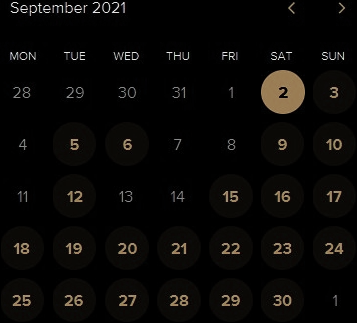 September 2021
MON TUE WED THU FRI SAT SUN
28 29 30 31 1 2 3
4 5 6 7 8 9 10
11 12 13 14 15 16 17
18 19 20 21 22 23 24
25 26 27 28 29 30 1